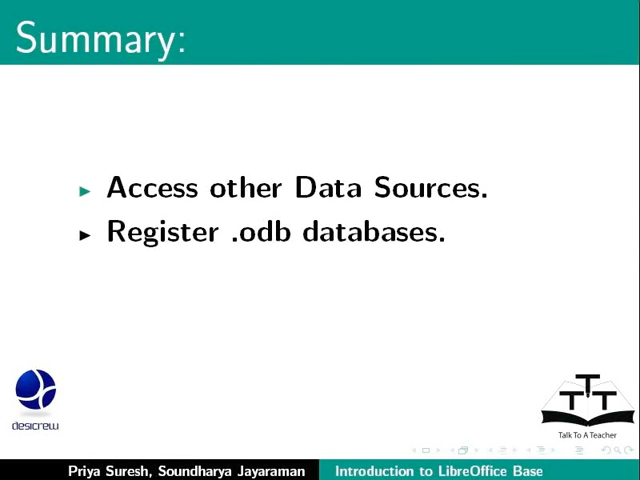 Summary:
Access other Data Sources.
Register .odb databases.
desicrew
TTT
Talk To A Teacher
Priya Suresh, Soundharya Jayaraman
Introduction to LibreOffice Base